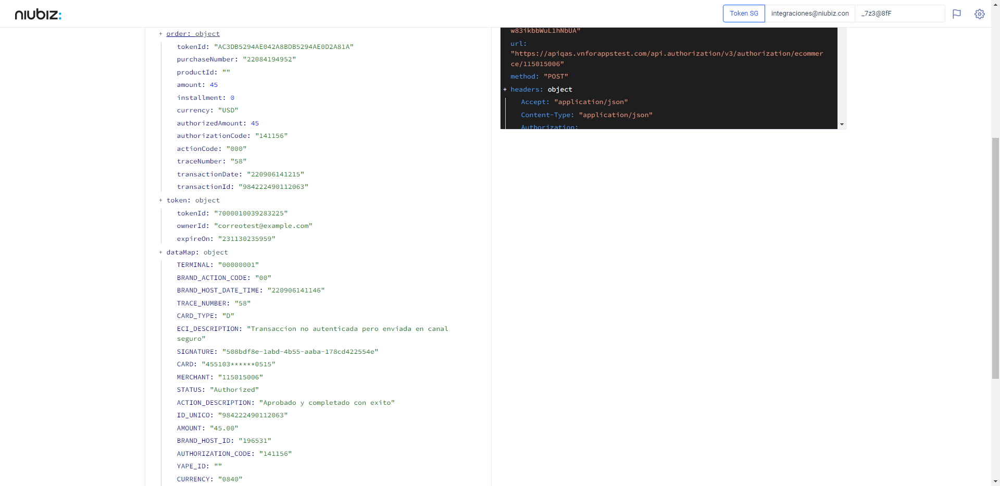 niubiz:
Token SG
integraciones@niubiz.con
_7z3@8fF
+ order: object
tokenId: "AC3DB5294AE042A8BDB5294AE0D2A81A"
purchaseNumber: "22084194952"
productId: ""
amount: 45
installment: 0
currency: "USD"
authorizedAmount: 45
authorizationCode: "141156"
actionCode: "000"
traceNumber: "58"
transactionDate: "220906141215"
transactionId: "984222490112063"
+ token: object
tokenId: "7000010039283225"
ownerId: "correotest@example.com"
expireOn: "231130235959"
+ dataMap: object
TERMINAL: "00000001"
BRAND_ACTION_CODE: "00"
BRAND_HOST_DATE_TIME: "220906141146"
TRACE_NUMBER: "58"
CARD_TYPE: "D"
ECI_DESCRIPTION: "Transaccion no autenticada pero enviada en canal
seguro"
SIGNATURE: "508bdf8e-1abd-4b55-aaba-178cd422554e"
CARD: "455103******0515"
MERCHANT: "115015006"
STATUS: "Authorized"
ACTION_DESCRIPTION: "Aprobado y completado con exito"
ID_UNICO: "984222490112063"
AMOUNT: "45.00"
BRAND_HOST_ID: "196531"
AUTHORIZATION_CODE: "141156"
YAPE_ID: ""
CURRENCY: "0840"
w83ikbbWuL1hNbUA"
url:
"https://apiqas.vnforappstest.com/api.authorization/v3/authorization/ecommer
ce/115015006"
method: "POST"
+ headers: object
Accept: "application/json"
Content-Type: "application/json"
Authorization: